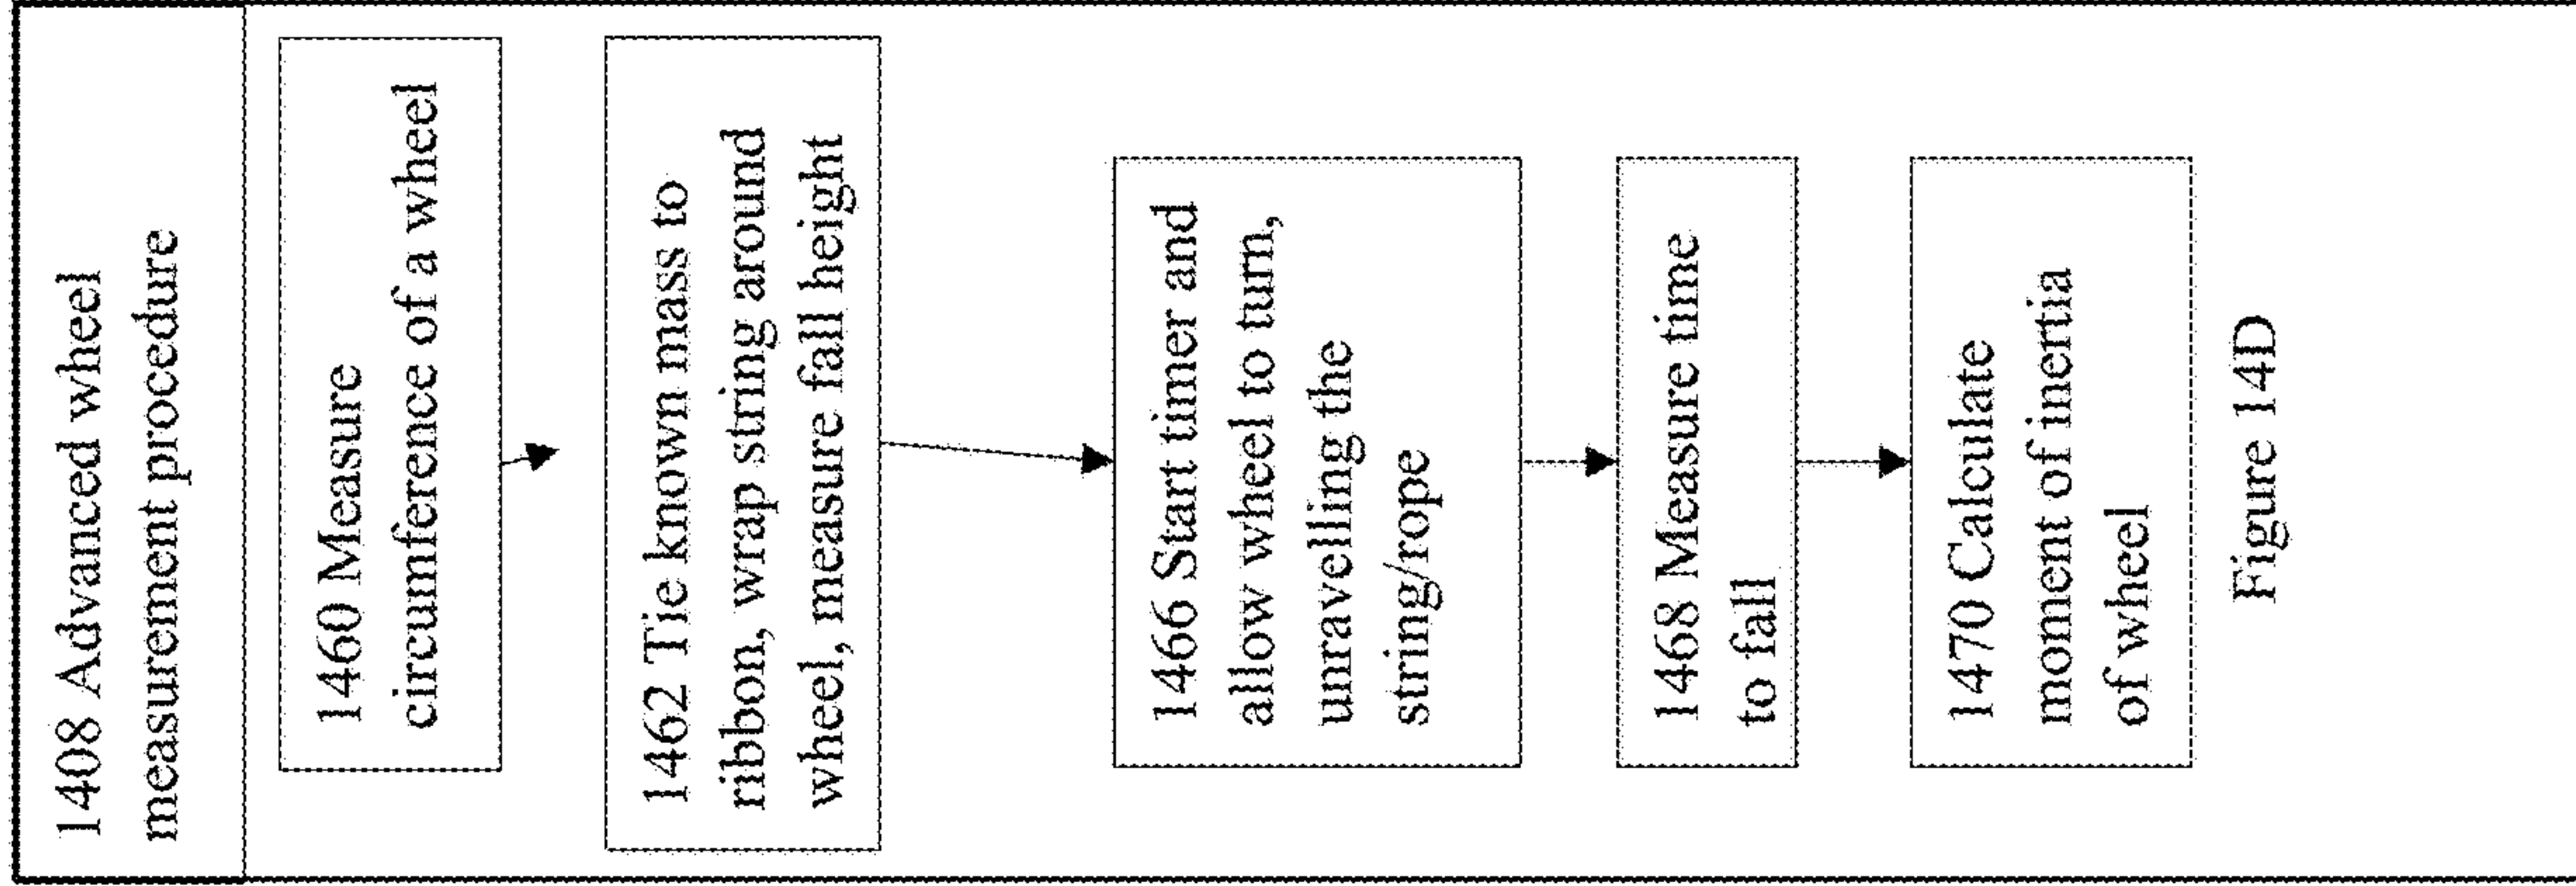 1408 Advanced wheel
measurement procedure
1460 Measure
circumference of a wheel
1462 Tie known mass to
ribbon, wrap string around
wheel, measure fall height
1466 Start timer and
allow wheel to turn,
unravelling the
string/rope
1468 Measure time
to fall
1470 Calculate
moment of inertia
of wheel
Figure 14D